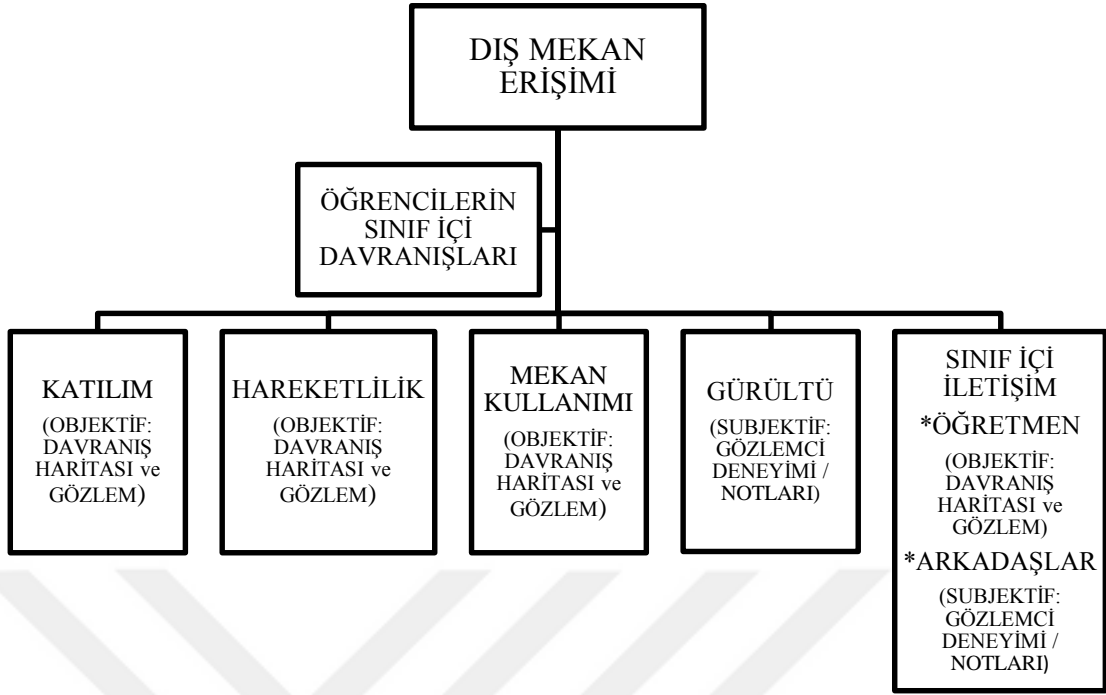 DIŞ MEKAN
ERİŞİMİ
ÖĞRENCİLERİN
SINIF İÇİ
DAVRANIŞLARI
KATILIM
(OBJEKTİF:
DAVRANIŞ
HARİTASI ve
GÖZLEM)
HAREKETLİLİK
(OBJEKTİF:
DAVRANIŞ
HARİTASI ve
GÖZLEM)
MEKAN
KULLANIMI
(OBJEKTİF:
DAVRANIŞ
HARİTASI ve
GÖZLEM)
GÜRÜLTÜ
(SUBJEKTİF:
GÖZLEMCİ
DENEYİMİ /
NOTLARI)
SINIF İÇİ
İLETİŞİM
*ÖĞRETMEN
(OBJEKTİF:
DAVRANIŞ
HARİTASI ve
GÖZLEM)
*ARKADAŞLAR
(SUBJEKTİF:
GÖZLEMCİ
DENEYİMİ /
NOTLARI)